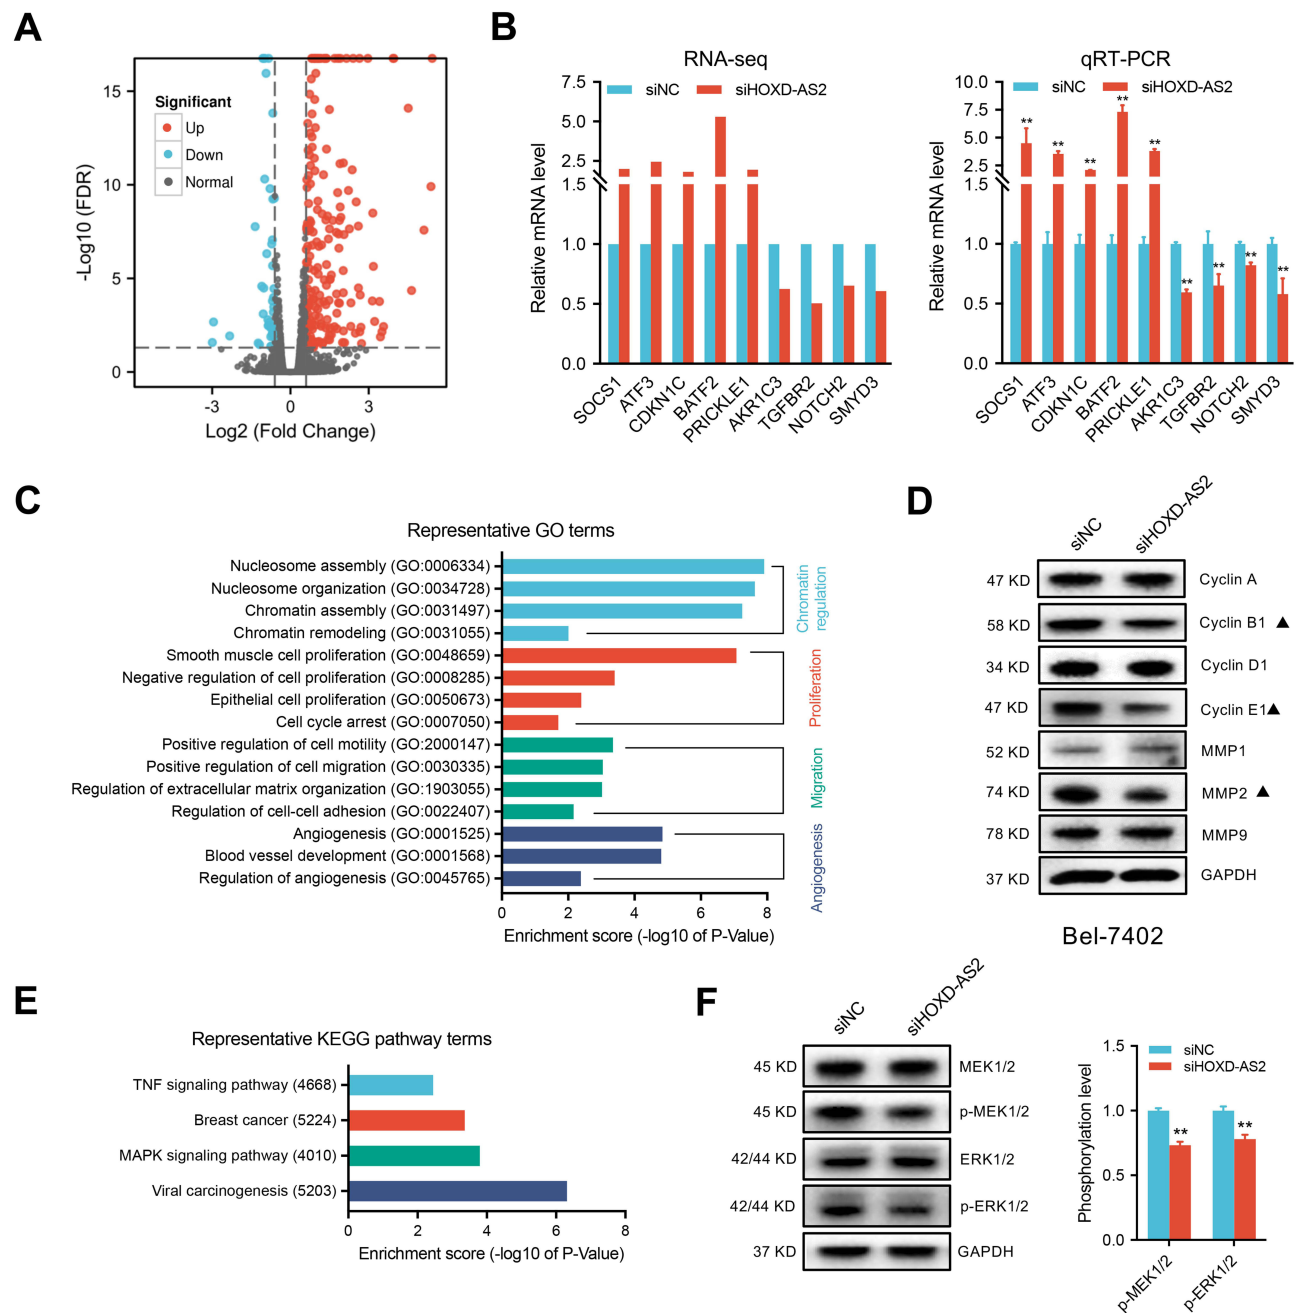 A
Significant
Up
Down
Normal
15
10
5
0
-3
0
3
-Log10 (FDR)
Log2 (Fold Change)
B
RNA-seq
siNC
siHOXD-AS2
7.5
5.0
2.5
1.5
1.0
0.5
0.0
Relative mRNA level
SOCS1
ATF3
CDKN1C
BATF2
PRICKLE1
AKR1C3
TGFBR2
NOTCH2
SMYD3
qRT-PCR
siNC
siHOXD-AS2
10.0
7.5
5.0
2.5
1.5
1.0
0.5
0.0
Relative mRNA level
**
**
**
**
**
**
**
**
**
SOCS1
ATF3
CDKN1C
BATF2
PRICKLE1
AKR1C3
TGFBR2
NOTCH2
SMYD3
C
Representative GO terms
Nucleosome assembly (GO:0006334)
Nucleosome organization (GO:0034728)
Chromatin assembly (GO:0031497)
Chromatin remodeling (GO:0031055)
Smooth muscle cell proliferation (GO:0048659)
Negative regulation of cell proliferation (GO:0008285)
Epithelial cell proliferation (GO:0050673)
Cell cycle arrest (GO:0007050)
Positive regulation of cell motility (GO:2000147)
Positive regulation of cell migration (GO:0030335)
Regulation of extracellular matrix organization (GO:1903055)
Regulation of cell-cell adhesion (GO:0022407)
Angiogenesis (GO:0001525)
Blood vessel development (GO:0001568)
Regulation of angiogenesis (GO:0045765)
Chromatin
regulation
Proliferation
Migration
Angiogenesis
0 2 4 6 8
Enrichment score (-log10 of P-Value)
D
siNC
siHOXD-AS2
47 KD Cyclin A
58 KD Cyclin B1 ▲
34 KD Cyclin D1
47 KD Cyclin E1▲
52 KD MMP1
74 KD MMP2 ▲
78 KD MMP9
37 KD GAPDH
Bel-7402
E
Representative KEGG pathway terms
TNF signaling pathway (4668)
Breast cancer (5224)
MAPK signaling pathway (4010)
Viral carcinogenesis (5203)
0 2 4 6 8
Enrichment score (-log10 of P-Value)
F
siNC
siHOXD-AS2
45 KD MEK1/2
45 KD p-MEK1/2
42/44 KD ERK1/2
42/44 KD p-ERK1/2
37 KD GAPDH
siNC
siHOXD-AS2
1.5
1.0
0.5
0.0
Phosphorylation level
**
**
p-MEK1/2
p-ERK1/2